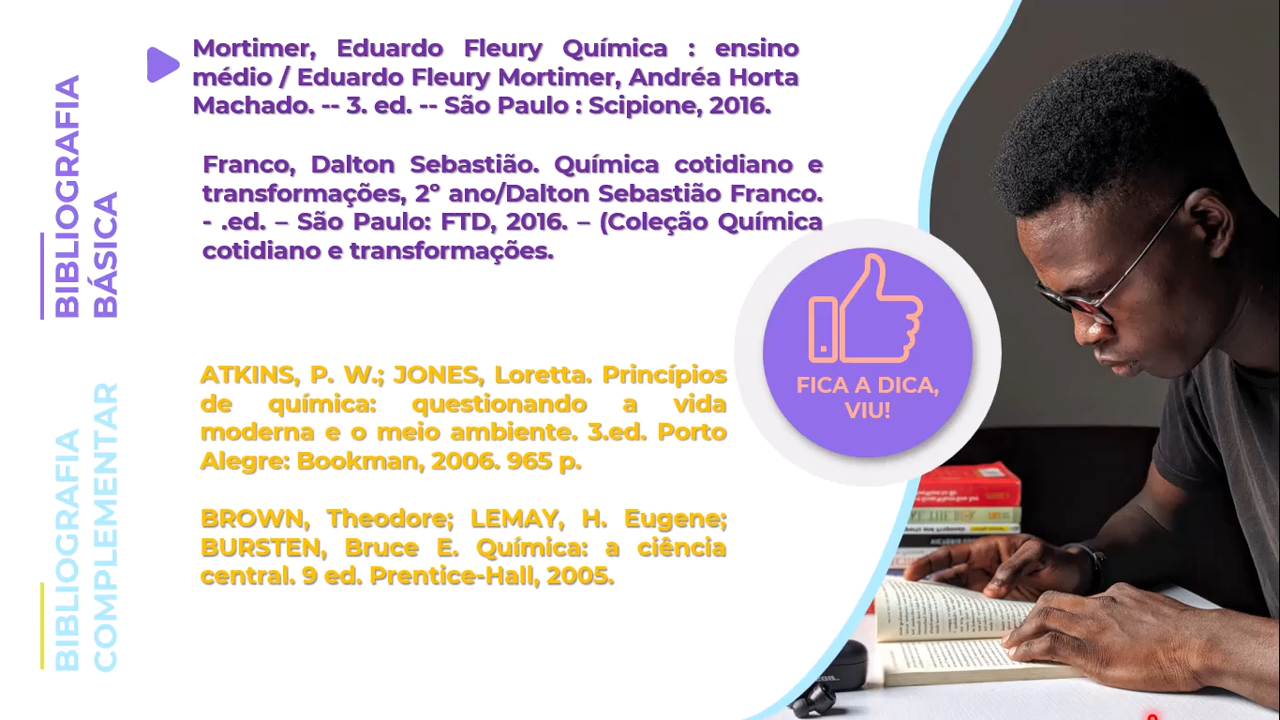 BIBLIOGRAFIA
BÁSICA
Mortimer, Eduardo Fleury Química : ensino
médio / Eduardo Fleury Mortimer, Andréa Horta
Machado. -- 3. ed. -- São Paulo : Scipione, 2016.
Franco, Dalton Sebastião. Química cotidiano e
transformações, 2º ano/Dalton Sebastião Franco.
- .ed. – São Paulo: FTD, 2016. – (Coleção Química
cotidiano e transformações.
FICA A DICA,
VIU!
BIBLIOGRAFIA
COMPLEMENTAR
ATKINS, P. W.; JONES, Loretta. Princípios
de química: questionando a vida
moderna e o meio ambiente. 3.ed. Porto
Alegre: Bookman, 2006. 965 p.
BROWN, Theodore; LEMAY, H. Eugene;
BURSTEN, Bruce E. Química: a ciência
central. 9 ed. Prentice-Hall, 2005.